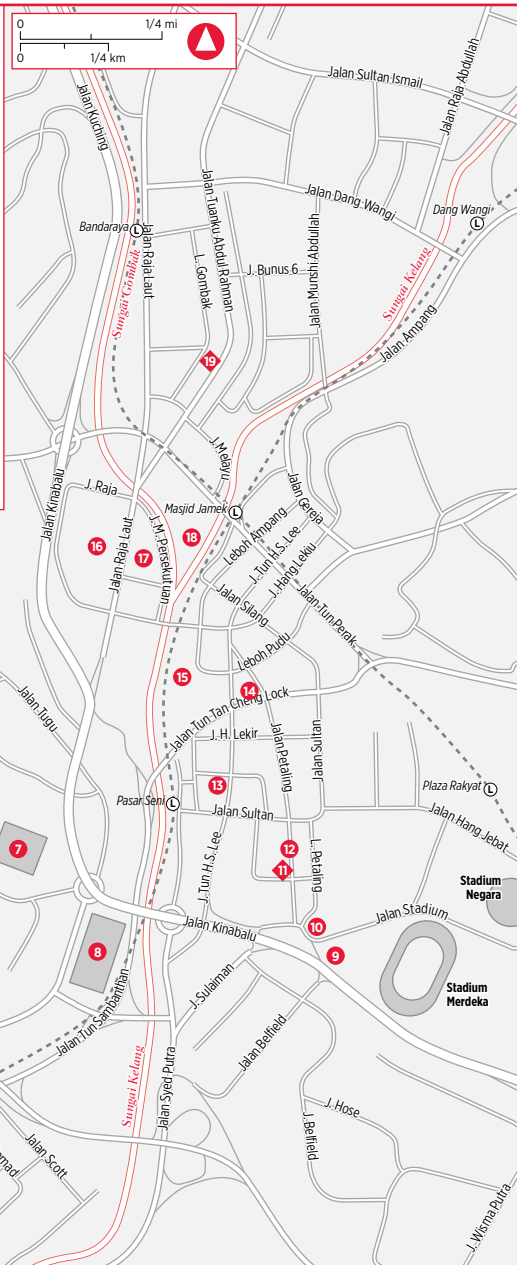 0 1/4 mi
0 1/4 km
Jalan Sultan Ismail
Jalan Raja Abdullah
Jalan Kuching
Jalan Dang Wangi
Dang Wangi
L
Bandaraya
L
Jalan Raja Laut
Jalan Tuanku Abdul Rahman
Jalan Munshi Abdullah
Sungai Gombak
L. Gombak
J. Bunus 6
Sungai Kelang
Jalan Ampang
19
J. Melayu
J. Raja
Masjid Jamek
L
Jalan Gereja
Jalan Kinabalu
16
17
18
Jalan Raja Laut
J. M. Persekutuan
Leboh Ampang
J. Tun H.S. Lee
J. Hang Lekiu
Jalan Silang
Jalan Tun Perak
Leboh Pudu
15
14
Jalan Tugu
Jalan Tun Tan Cheng Lock
J. H. Lekir
Jalan Petaling
Jalan Sultan
13
Plaza Rakyat
L
Pasar Seni
L
Jalan Sultan
Jalan Hang Jebat
7
J. Tun H.S. Lee
12
11
L. Petaling
Stadium
Negara
10
Jalan Stadium
Jalan Kinabalu
8
9
Stadium
Merdeka
J. Sulaiman
Jalan Tun Sambanthan
Jalan Belfield
Sungai Kelang
Jalan Syed Putra
J. Hose
J. Belfield
Jalan Scott
mad
J. Wisma Putra